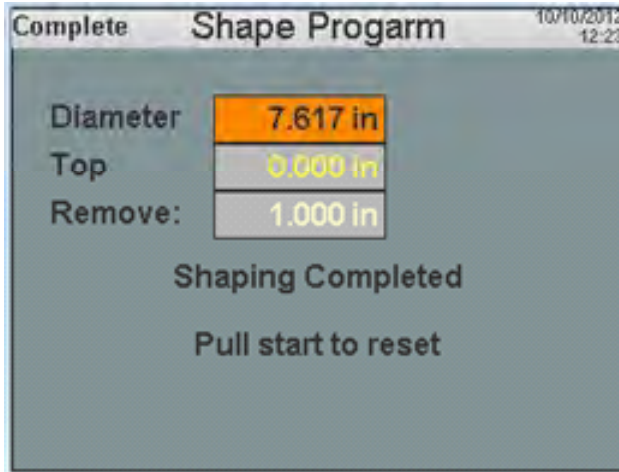 Complete Shape Progarm 10/10/2012 12:23
Diameter 7.617 in
Top 0.000 in
Remove: 1.000 in
Shaping Completed
Pull start to reset